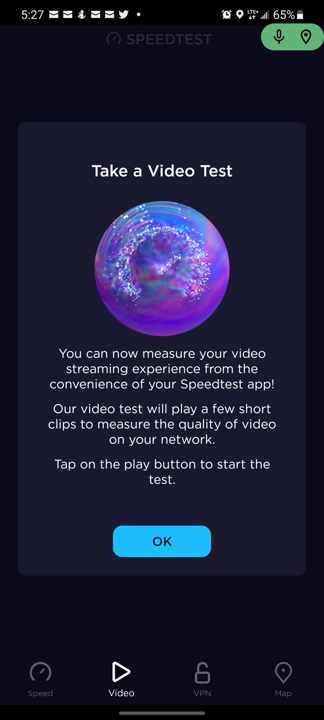 5:27
LTE+
65%
SPEEDTEST
Take a Video Test
You can now measure your video
streaming experience from the
convenience of your Speedtest app!
Our video test will play a few short
clips to measure the quality of video
on your network.
Tap on the play button to start the
test.
OK
Speed
Video
VPN
Map